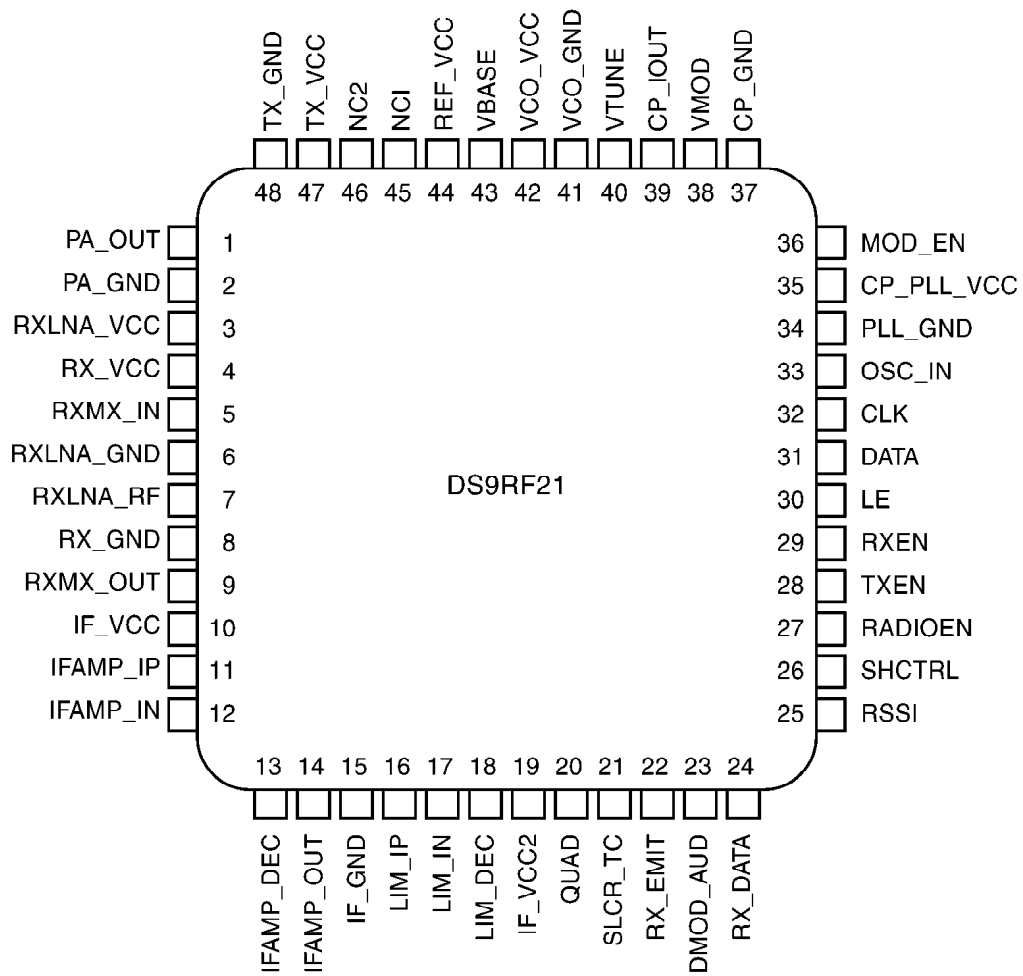 TX_GND
TX_VCC
NC2
NCI
REF_VCC
VBASE
VCO_VCC
VCO_GND
VTUNE
CP_IOUT
VMOD
CP_GND
48 47 46 45 44 43 42 41 40 39 38 37
PA_OUT 1
PA_GND 2
RXLNA_VCC 3
RX_VCC 4
RXMX_IN 5
RXLNA_GND 6
RXLNA_RF 7
RX_GND 8
RXMX_OUT 9
IF_VCC 10
IFAMP_IP 11
IFAMP_IN 12
DS9RF21
36 MOD_EN
35 CP_PLL_VCC
34 PLL_GND
33 OSC_IN
32 CLK
31 DATA
30 LE
29 RXEN
28 TXEN
27 RADIOEN
26 SHCTRL
25 RSSI
13 14 15 16 17 18 19 20 21 22 23 24
IFAMP_DEC
IFAMP_OUT
IF_GND
LIM_IP
LIM_IN
LIM_DEC
IF_VCC2
QUAD
SLCR_TC
RX_EMIT
DMOD_AUD
RX_DATA